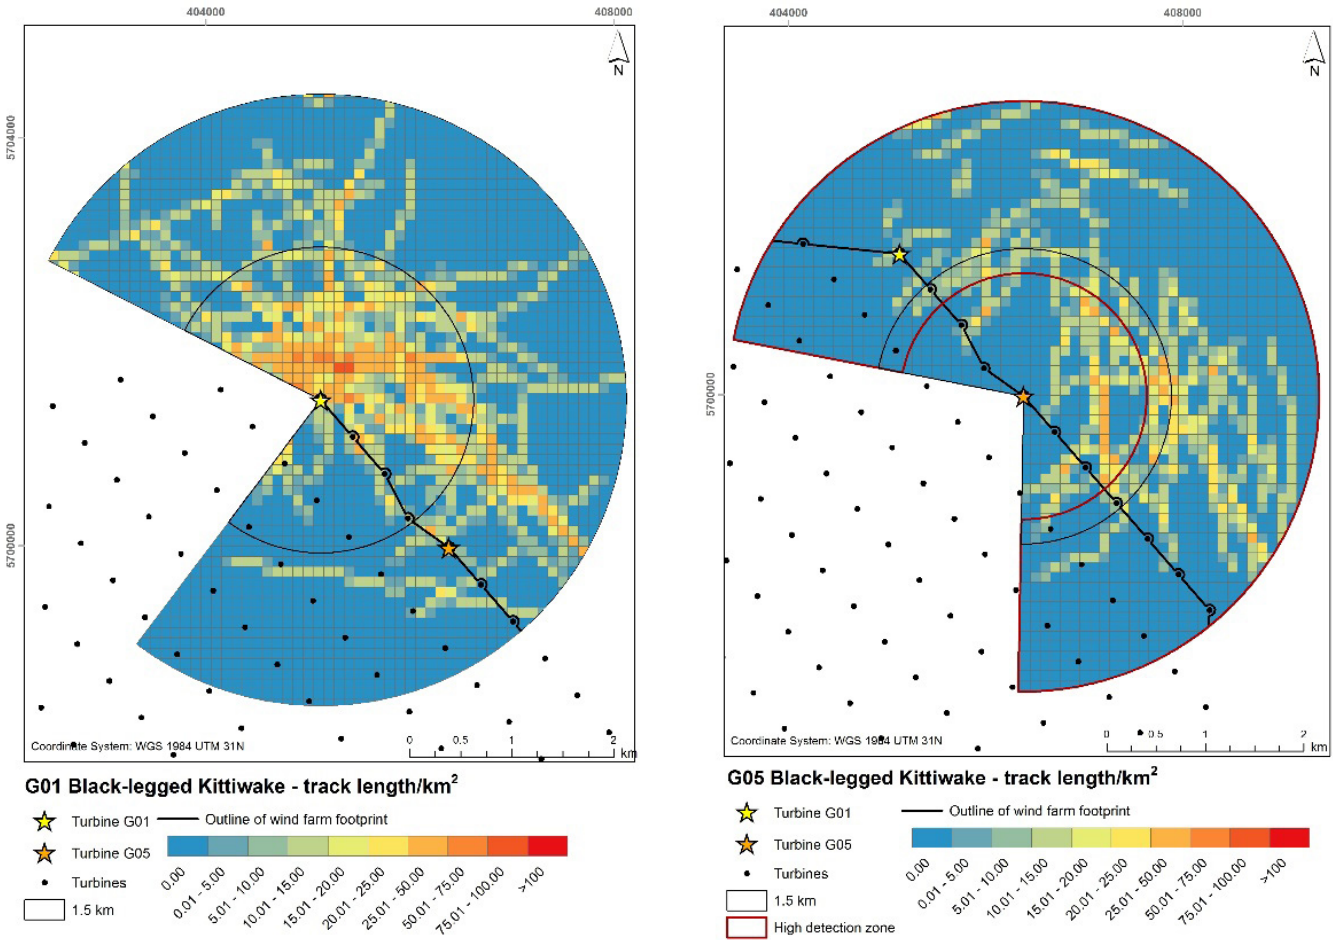 404000
408000
404000
408000
N
N
5704000
5704000
5700000
5700000
Coordinate System: WGS 1984 UTM 31N
0 0.5 1 2
km
Coordinate System: WGS 1984 UTM 31N
0 0.5 1 2
km
G01 Black-legged Kittiwake - track length/km²
Turbine G01
Outline of wind farm footprint
Turbine G05
Turbines
1.5 km
0.00
0.01 - 5.00
5.01 - 10.00
10.01 - 15.00
15.01 - 20.00
20.01 - 25.00
25.01 - 50.00
50.01 - 75.00
75.01 - 100.00
>100
G05 Black-legged Kittiwake - track length/km²
Turbine G01
Outline of wind farm footprint
Turbine G05
Turbines
1.5 km
High detection zone
0.00
0.01 - 5.00
5.01 - 10.00
10.01 - 15.00
15.01 - 20.00
20.01 - 25.00
25.01 - 50.00
50.01 - 75.00
75.01 - 100.00
>100